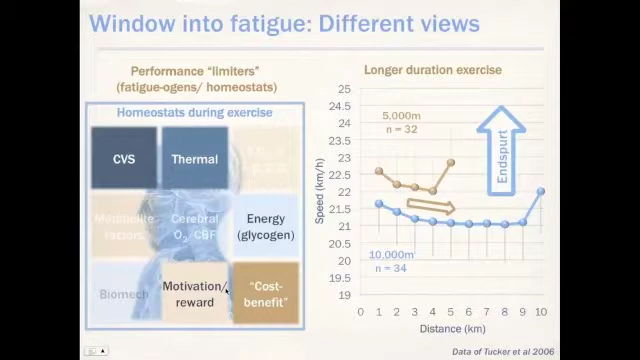 Window into fatigue: Different views
Performance "limiters"
(fatigue-ogens/ homeostats)
Homeostats during exercise
CVS
Thermal
Metabolite
factors
Cerebral
O₂/CSF
Energy
(glycogen)
Biomech
Motivation/
reward
"Cost-
benefit"
Longer duration exercise
25
24.5
24
23.5
23
22.5
22
21.5
21
20.5
20
19.5
19
Speed (km/h)
5,000m
n = 32
Endspurt
10,000m
n = 34
0 1 2 3 4 5 6 7 8 9 10
Distance (km)
Data of Tucker et al 2006